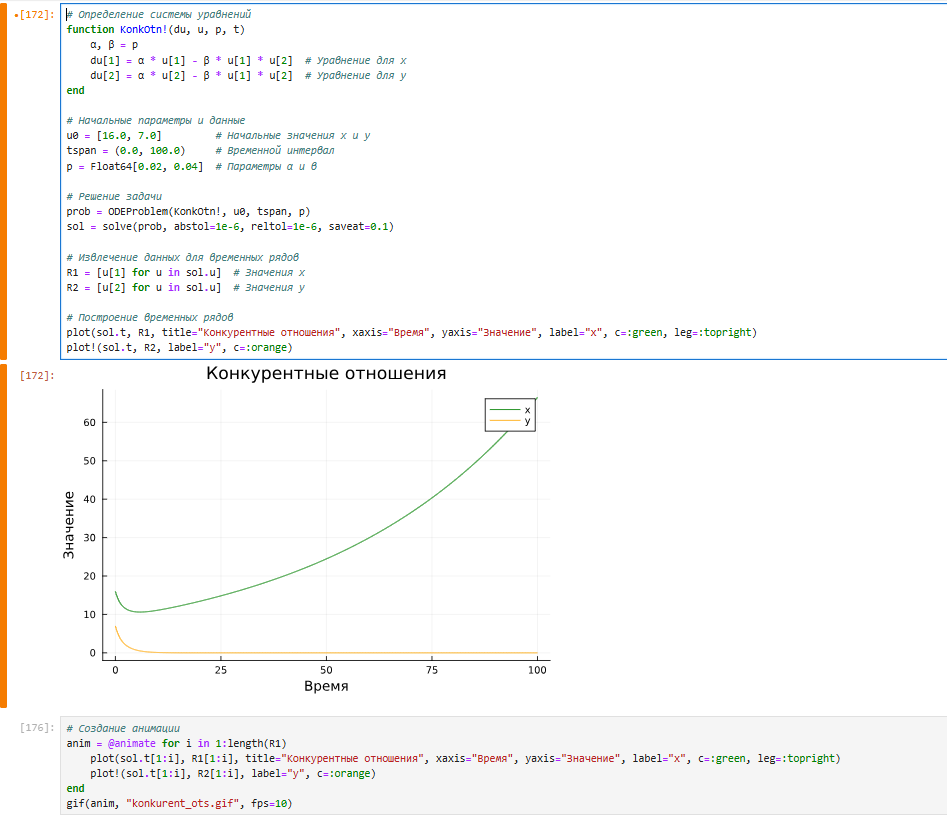 [172]:
# Определение системы уравнений
function KonkOtn!(du, u, p, t)
    α, β = p
    du[1] = α * u[1] - β * u[1] * u[2]  # Уравнение для x
    du[2] = α * u[2] - β * u[1] * u[2]  # Уравнение для y
end
# Начальные параметры и данные
u0 = [16.0, 7.0]         # Начальные значения x и y
tspan = (0.0, 100.0)     # Временной интервал
p = Float64[0.02, 0.04]  # Параметры α и β
# Решение задачи
prob = ODEProblem(KonkOtn!, u0, tspan, p)
sol = solve(prob, abstol=1e-6, reltol=1e-6, saveat=0.1)
# Извлечение данных для временных рядов
R1 = [u[1] for u in sol.u]  # Значения x
R2 = [u[2] for u in sol.u]  # Значения y
# Построение временных рядов
plot(sol.t, R1, title="Конкурентные отношения", xaxis="Время", yaxis="Значение", label="x", c=:green, leg=:topright)
plot!(sol.t, R2, label="y", c=:orange)
[172]:
Конкурентные отношения
x
y
60
50
40
30
20
10
0
Значение
0 25 50 75 100
Время
[176]:
# Создание анимации
anim = @animate for i in 1:length(R1)
    plot(sol.t[1:i], R1[1:i], title="Конкурентные отношения", xaxis="Время", yaxis="Значение", label="x", c=:green, leg=:topright)
    plot!(sol.t[1:i], R2[1:i], label="y", c=:orange)
end
gif(anim, "konkurent_ots.gif", fps=10)